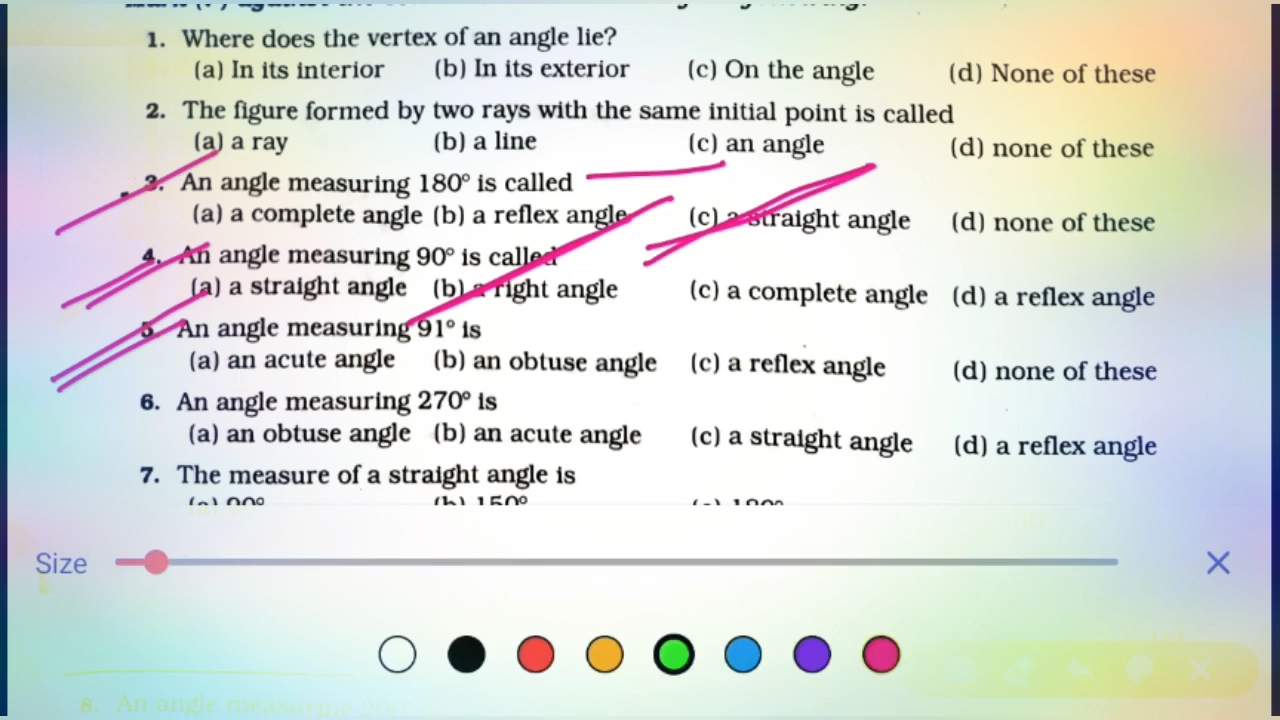 1. Where does the vertex of an angle lie?
(a) In its interior (b) In its exterior (c) On the angle (d) None of these
2. The figure formed by two rays with the same initial point is called
(a) a ray (b) a line (c) an angle (d) none of these
3. An angle measuring 180° is called
(a) a complete angle (b) a reflex angle (c) a straight angle (d) none of these
4. An angle measuring 90° is called
(a) a straight angle (b) a right angle (c) a complete angle (d) a reflex angle
5. An angle measuring 91° is
(a) an acute angle (b) an obtuse angle (c) a reflex angle (d) none of these
6. An angle measuring 270° is
(a) an obtuse angle (b) an acute angle (c) a straight angle (d) a reflex angle
7. The measure of a straight angle is
(b) 150°
Size
8. An angle measuring